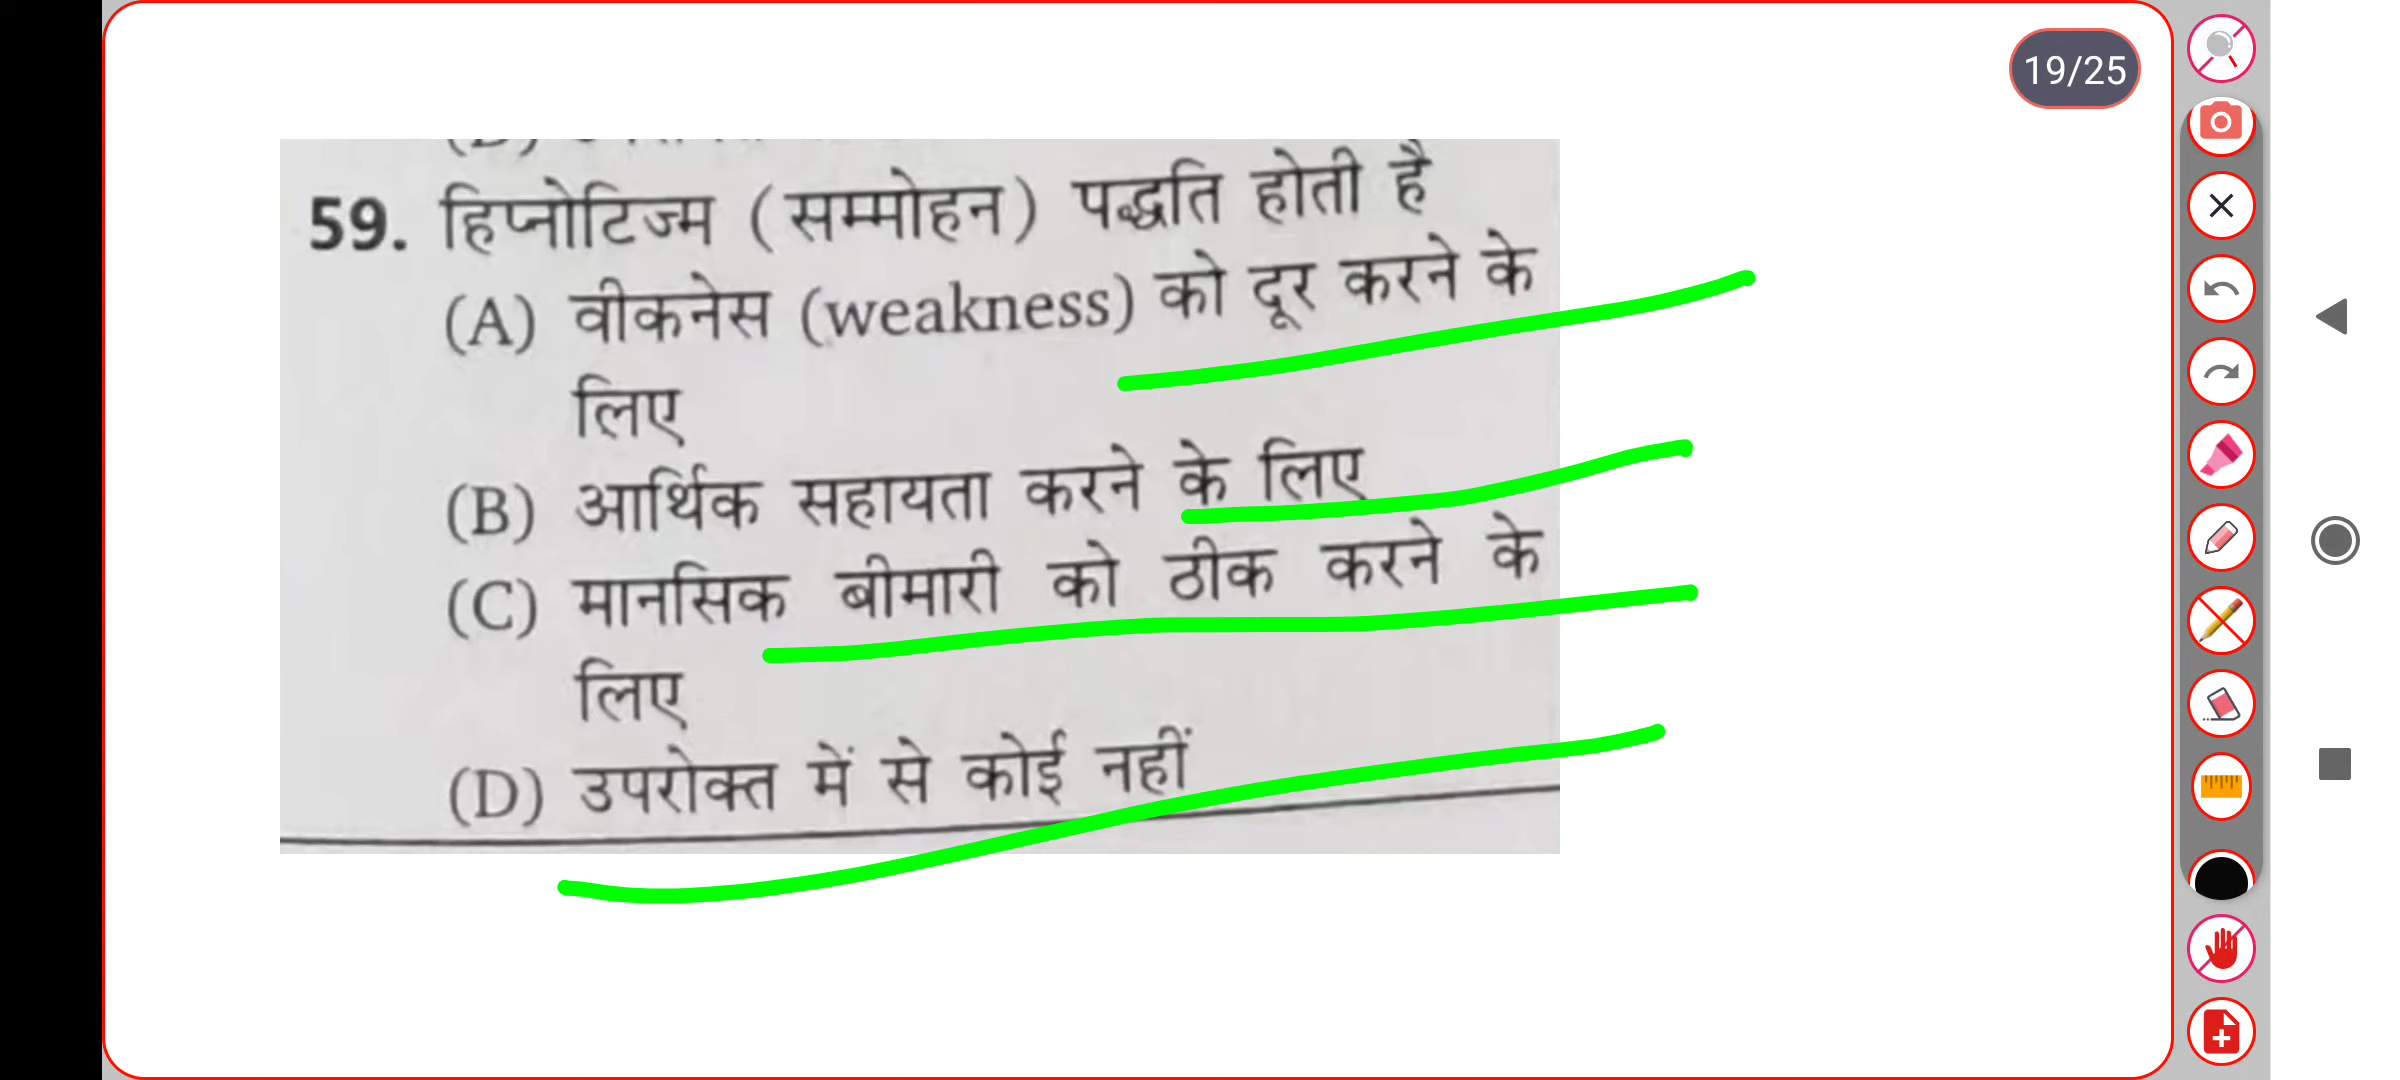 19/25
59. हिप्नोटिज्म (सम्मोहन) पद्धति होती है
(A) वीकनेस (weakness) को दूर करने के
लिए
(B) आर्थिक सहायता करने के लिए
(C) मानसिक बीमारी को ठीक करने के
लिए
(D) उपरोक्त में से कोई नहीं